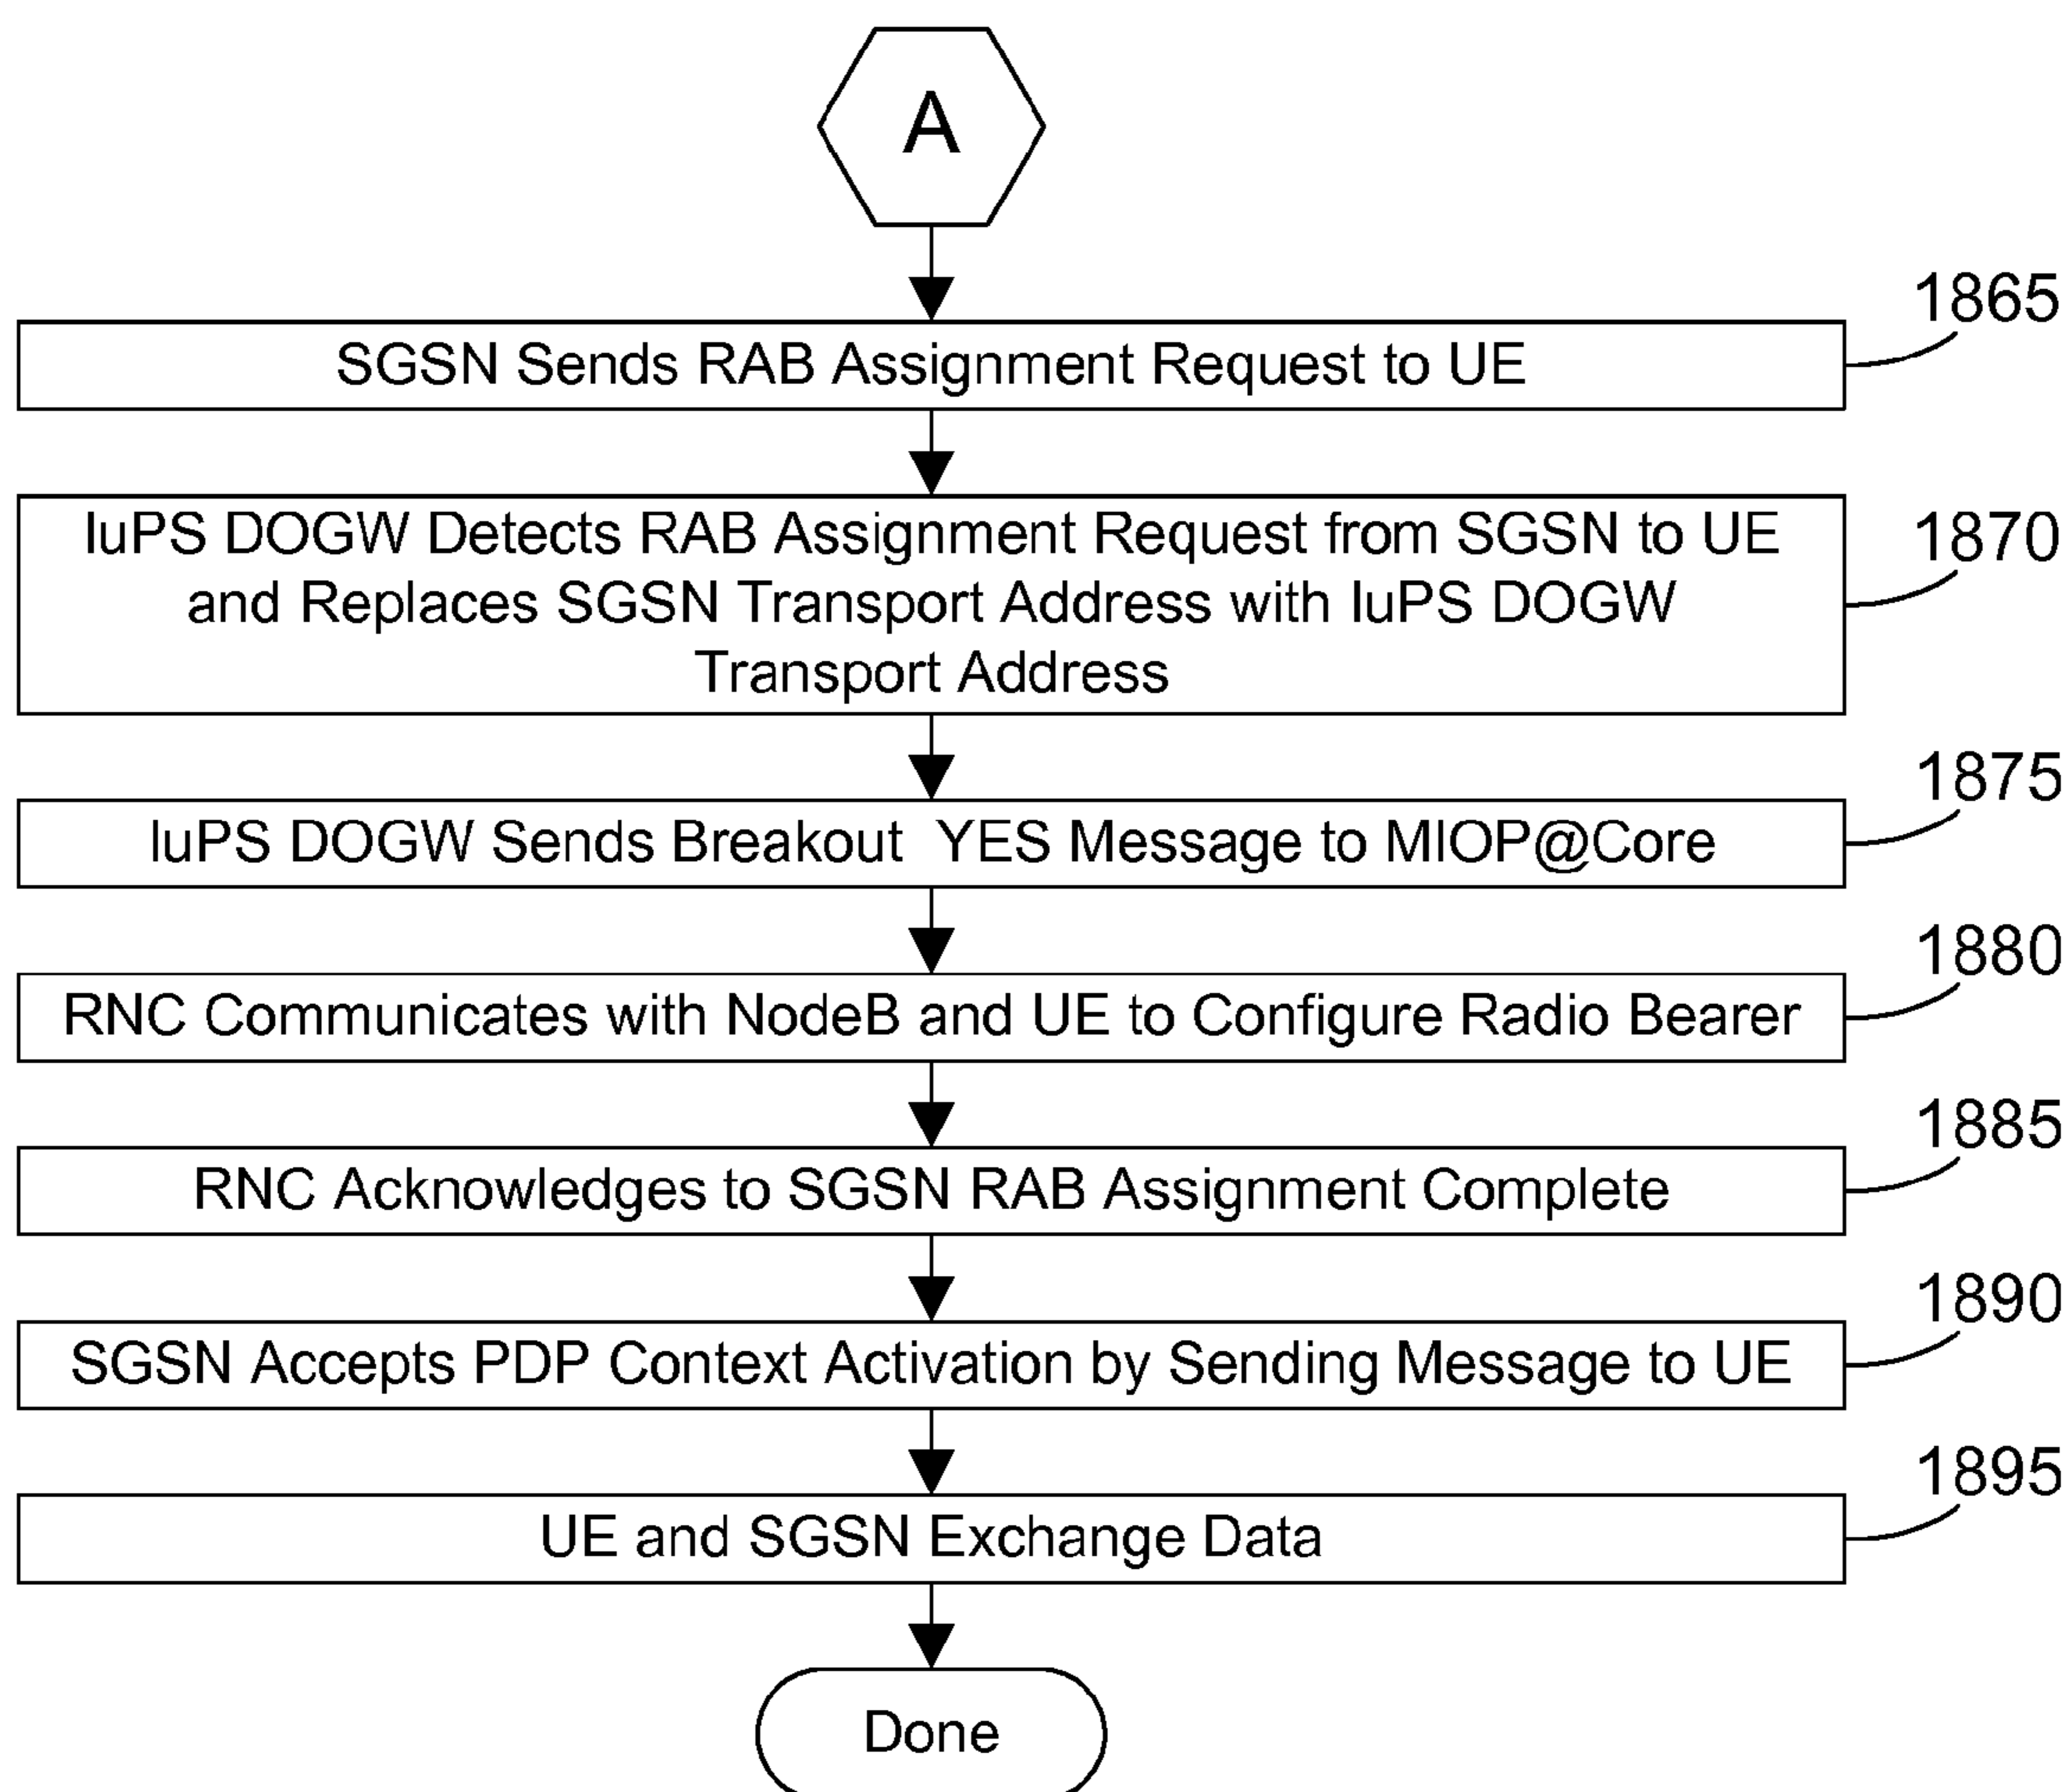 A
1865
SGSN Sends RAB Assignment Request to UE
IuPS DOGW Detects RAB Assignment Request from SGSN to UE
and Replaces SGSN Transport Address with IuPS DOGW
Transport Address
1870
1875
IuPS DOGW Sends Breakout  YES Message to MIOP@Core
1880
RNC Communicates with NodeB and UE to Configure Radio Bearer
1885
RNC Acknowledges to SGSN RAB Assignment Complete
1890
SGSN Accepts PDP Context Activation by Sending Message to UE
1895
UE and SGSN Exchange Data
Done